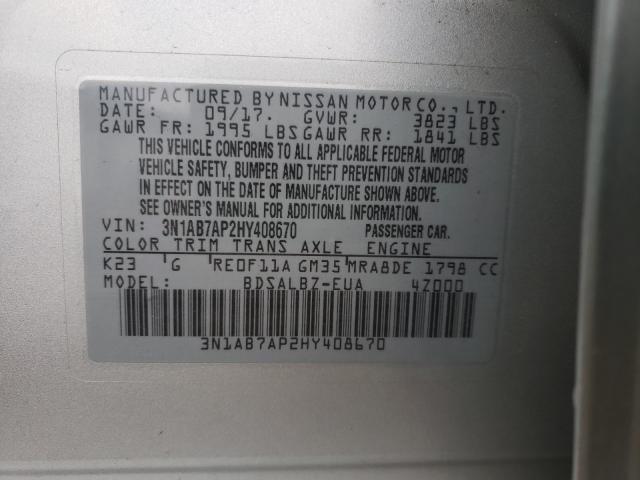 MANUFACTURED BY NISSAN MOTOR CO., LTD.
DATE: 09/17. GVWR: 3823 LBS
GAWR FR: 1995 LBS GAWR RR: 1841 LBS
THIS VEHICLE CONFORMS TO ALL APPLICABLE FEDERAL MOTOR
VEHICLE SAFETY, BUMPER AND THEFT PREVENTION STANDARDS
IN EFFECT ON THE DATE OF MANUFACTURE SHOWN ABOVE.
SEE OWNER'S MANUAL FOR ADDITIONAL INFORMATION.
VIN: 3N1AB7AP2HY408670 PASSENGER CAR.
COLOR TRIM TRANS AXLE ENGINE
K23 G RE0F11A GM35 MRA8DE 1798 CC
MODEL: BDSALBZ-EUA 4Z000
3N1AB7AP2HY408670